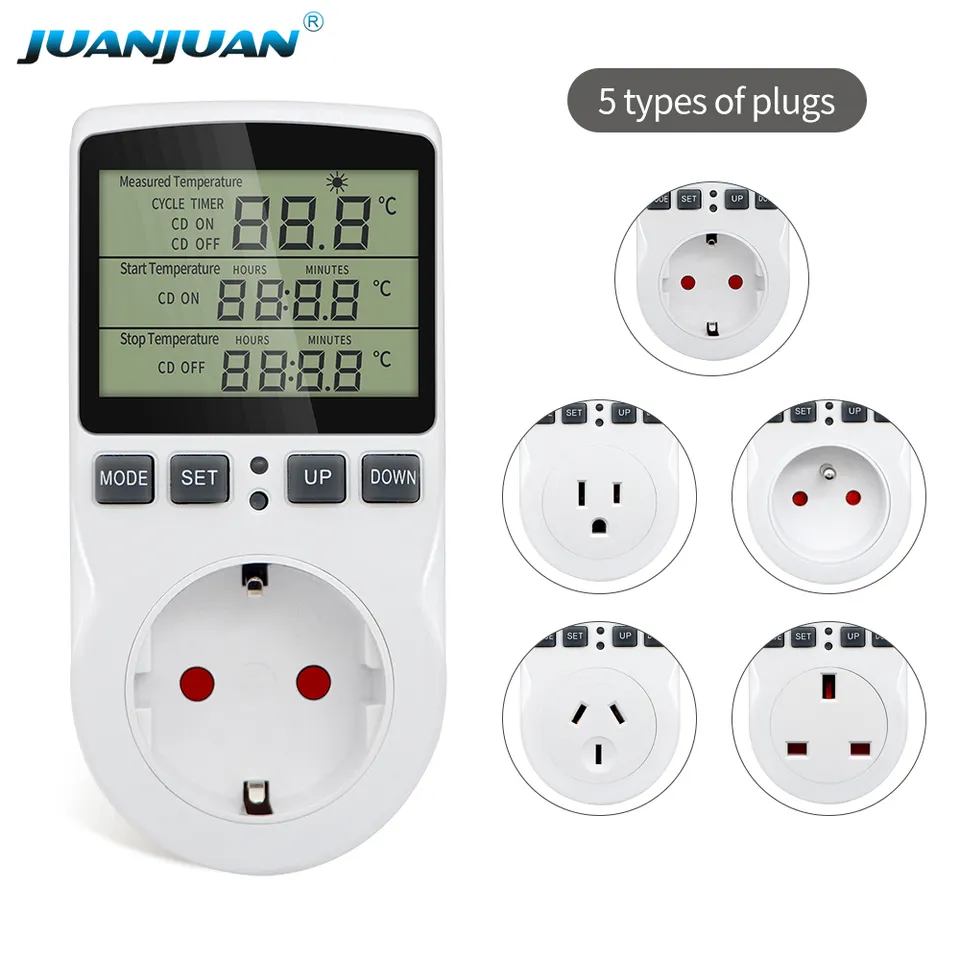 JUANJUAN®
5 types of plugs
Measured Temperature
CYCLE TIMER 88.8 °C
CD ON
CD OFF
Start Temperature HOURS MINUTES
CD ON 88:8.8 °C
Stop Temperature HOURS MINUTES
CD OFF 88:8.8 °C
MODE SET UP DOWN
SET UP
SET UP
SET UP
SET UP
SET UP